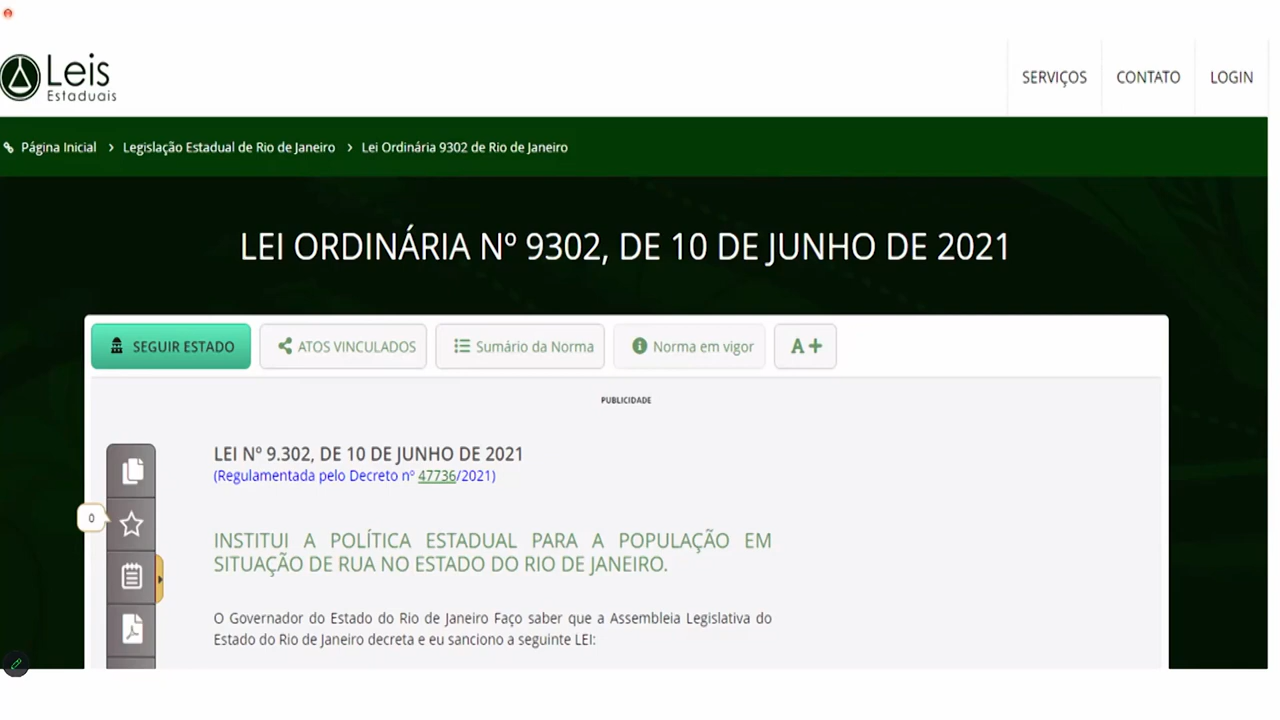 Leis
Estaduais
SERVIÇOS
CONTATO
LOGIN
Página Inicial › Legislação Estadual de Rio de Janeiro › Lei Ordinária 9302 de Rio de Janeiro
LEI ORDINÁRIA Nº 9302, DE 10 DE JUNHO DE 2021
SEGUIR ESTADO
ATOS VINCULADOS
Sumário da Norma
Norma em vigor
A+
PUBLICIDADE
LEI Nº 9.302, DE 10 DE JUNHO DE 2021
(Regulamentada pelo Decreto nº 47736/2021)
0
INSTITUI A POLÍTICA ESTADUAL PARA A POPULAÇÃO EM
SITUAÇÃO DE RUA NO ESTADO DO RIO DE JANEIRO.
O Governador do Estado do Rio de Janeiro Faço saber que a Assembleia Legislativa do
Estado do Rio de Janeiro decreta e eu sanciono a seguinte LEI: